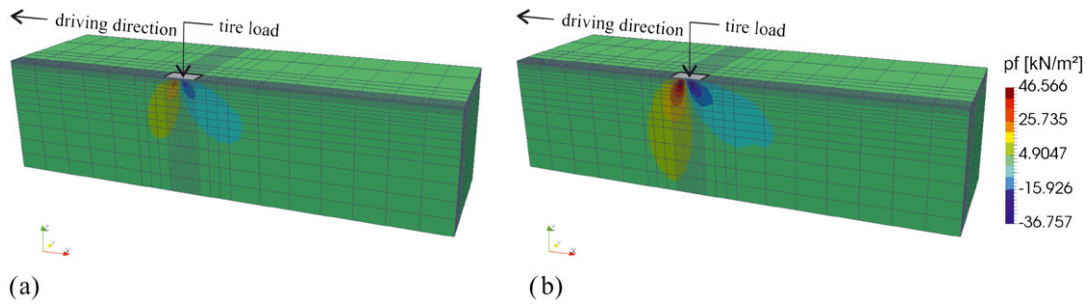 driving direction
tire load
driving direction
tire load
pf [kN/m²]
46.566
25.735
4.9047
-15.926
-36.757
Z
Y
X
Z
Y
X
(a)
(b)